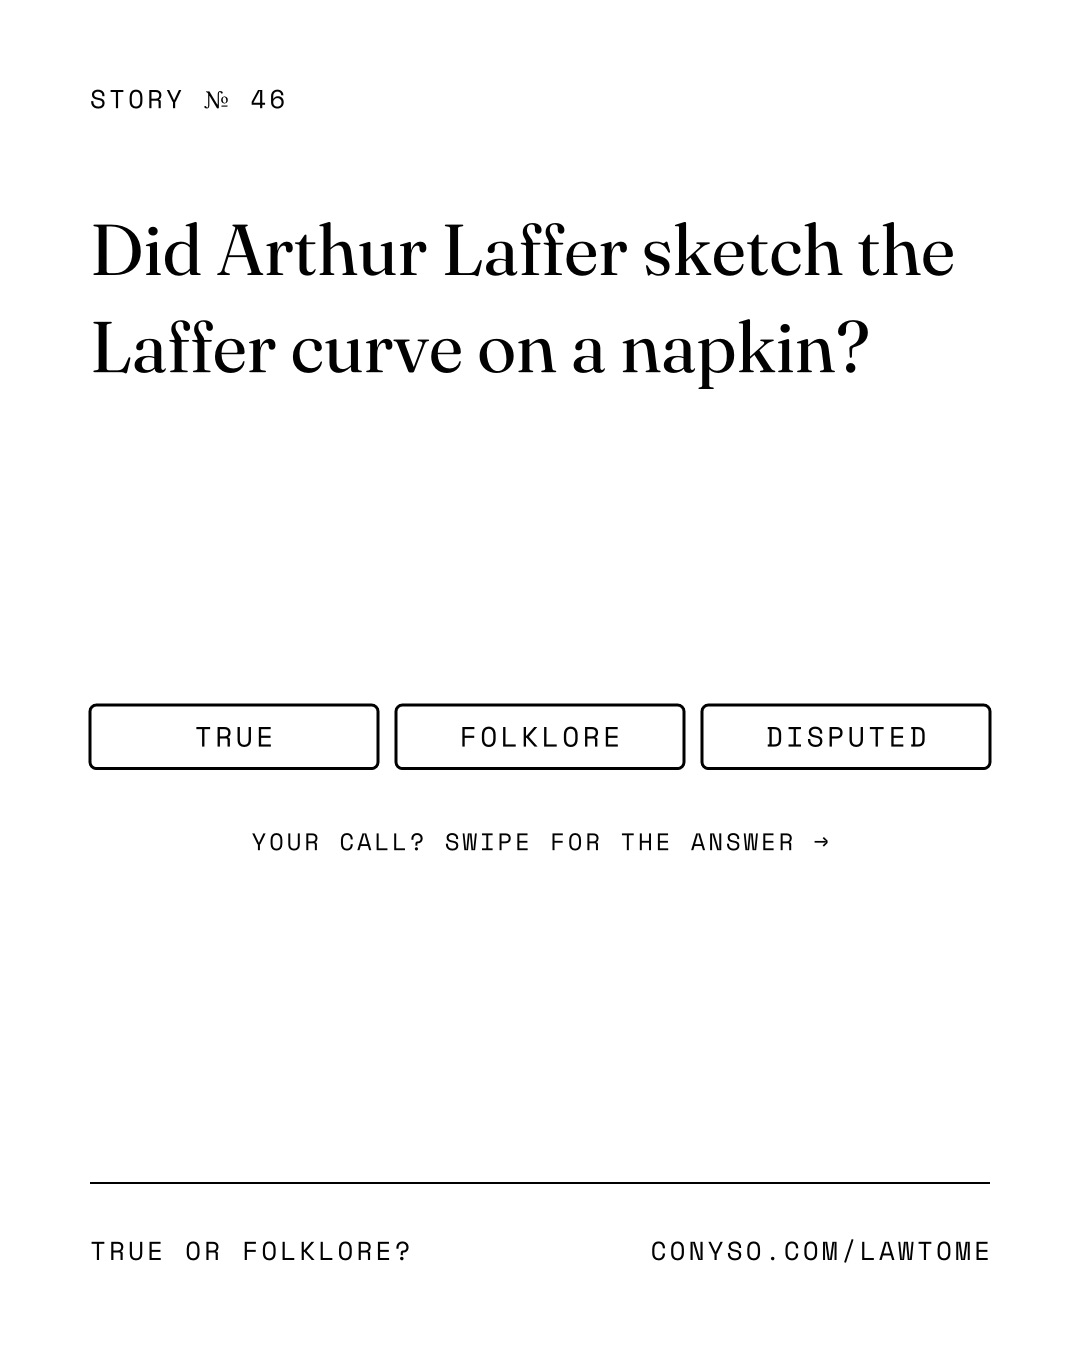 STORY № 46
Did Arthur Laffer sketch the
Laffer curve on a napkin?
TRUE FOLKLORE DISPUTED
YOUR CALL? SWIPE FOR THE ANSWER →
TRUE OR FOLKLORE? CONYSO.COM/LAWTOME